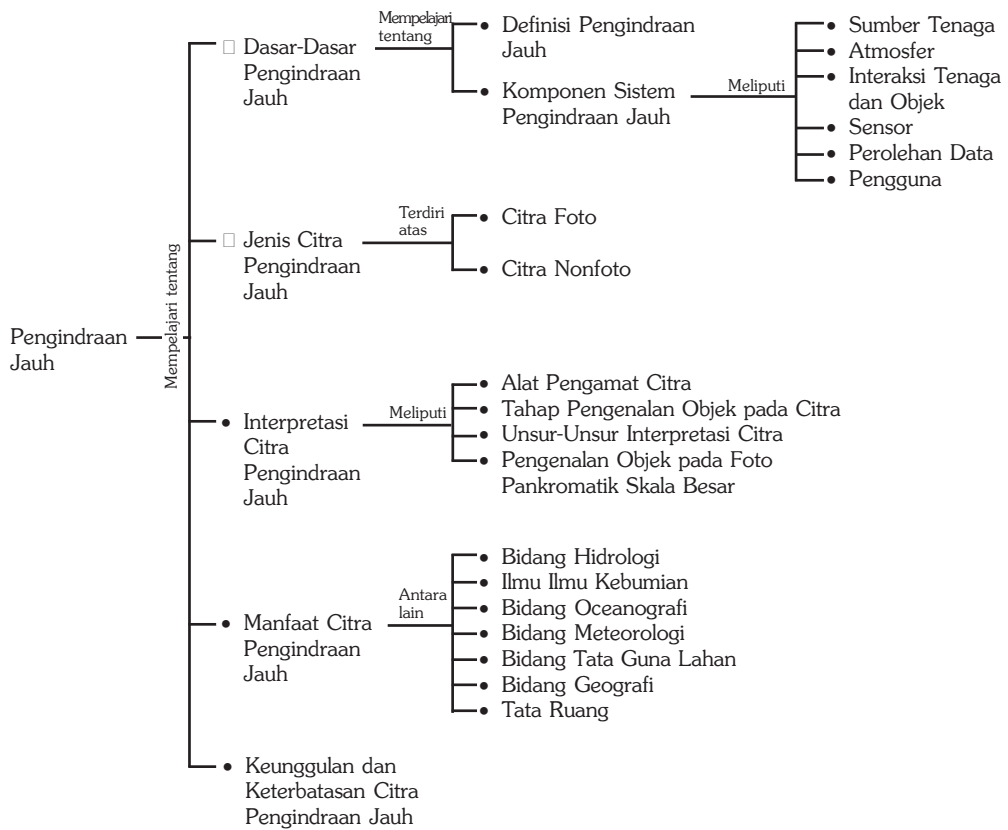 Pengindraan
Jauh
Mempelajari tentang
Dasar-Dasar
Pengindraan
Jauh
Mempelajari
tentang
• Definisi Pengindraan
Jauh
• Komponen Sistem
Pengindraan Jauh
Meliputi
• Sumber Tenaga
• Atmosfer
• Interaksi Tenaga
dan Objek
• Sensor
• Perolehan Data
• Pengguna
Jenis Citra
Pengindraan
Jauh
Terdiri
atas
• Citra Foto
• Citra Nonfoto
• Interpretasi
Citra
Pengindraan
Jauh
Meliputi
• Alat Pengamat Citra
• Tahap Pengenalan Objek pada Citra
• Unsur-Unsur Interpretasi Citra
• Pengenalan Objek pada Foto
Pankromatik Skala Besar
• Manfaat Citra
Pengindraan
Jauh
Antara
lain
• Bidang Hidrologi
• Ilmu Ilmu Kebumian
• Bidang Oceanografi
• Bidang Meteorologi
• Bidang Tata Guna Lahan
• Bidang Geografi
• Tata Ruang
• Keunggulan dan
Keterbatasan Citra
Pengindraan Jauh